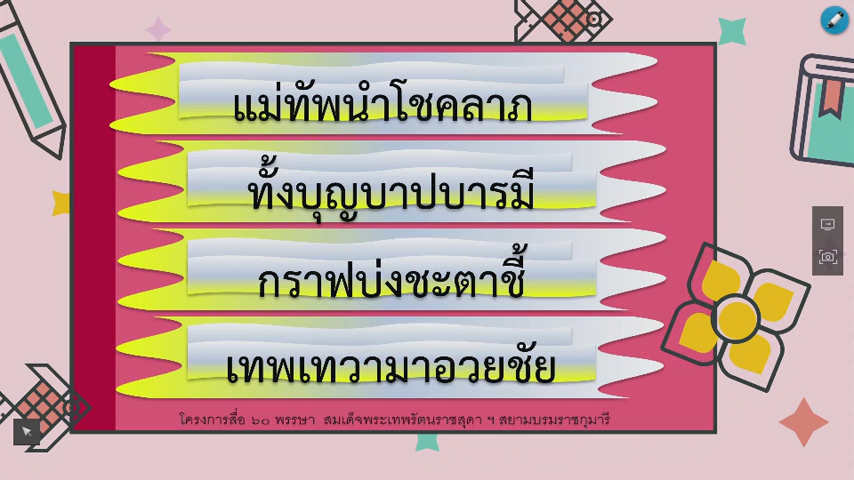 แม่ทัพนำโชคลาภ
ทั้งบุญบาปบารมี
กราฟบ่งชะตาชี้
เทพเทวามาอวยชัย
โครงการสื่อ ๖๐ พรรษา สมเด็จพระเทพรัตนราชสุดา ฯ สยามบรมราชกุมารี